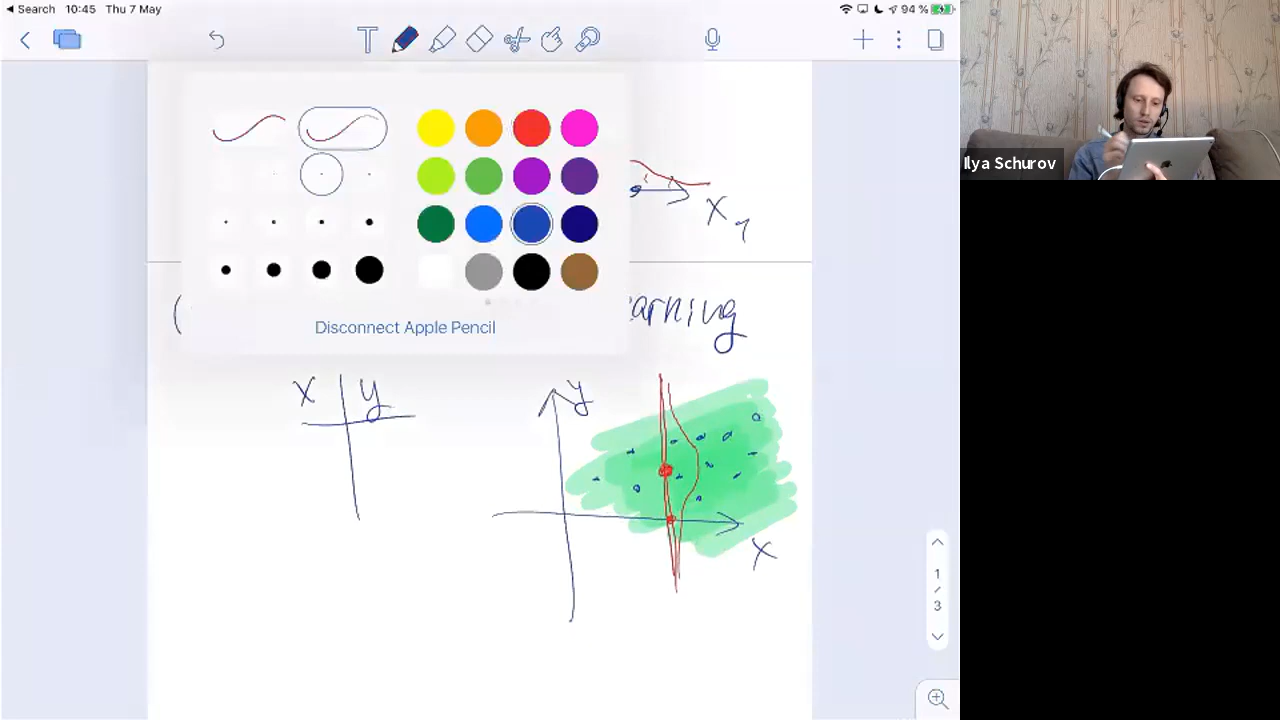 Search 10:45 Thu 7 May 94 %
T
Ilya Schurov
x1
arning
Disconnect Apple Pencil
x y
y
x
1
/
3